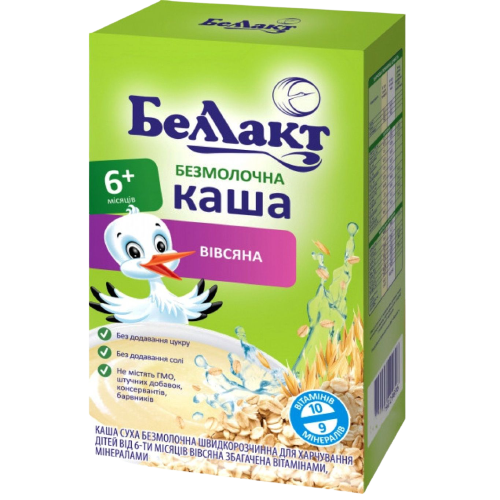 Беллакт
БЕЗМОЛОЧНА
каша
6+
місяців
ВІВСЯНА
Без додавання цукру
Без додавання солі
Не містять ГМО,
штучних добавок,
консервантів,
барвників
ВІТАМІНІВ
10
9
МІНЕРАЛІВ
КАША СУХА БЕЗМОЛОЧНА ШВИДКОРОЗЧИННА ДЛЯ ХАРЧУВАННЯ
ДІТЕЙ ВІД 6-ТИ МІСЯЦІВ ВІВСЯНА ЗБАГАЧЕНА ВІТАМІНАМИ,
МІНЕРАЛАМИ